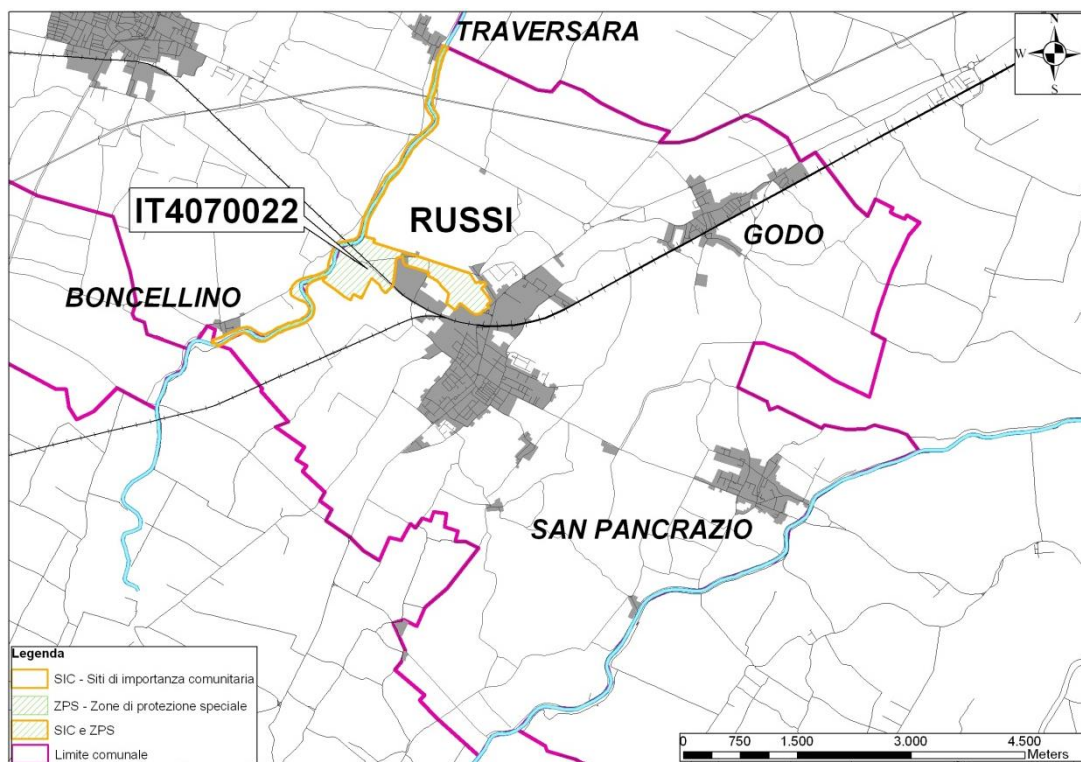 TRAVERSARA
N
W
E
S
IT4070022
RUSSI
GODO
BONCELLINO
SAN PANCRAZIO
Legenda
SIC - Siti di importanza comunitaria
ZPS - Zone di protezione speciale
SIC e ZPS
Limite comunale
0 750 1.500 3.000 4.500
Meters